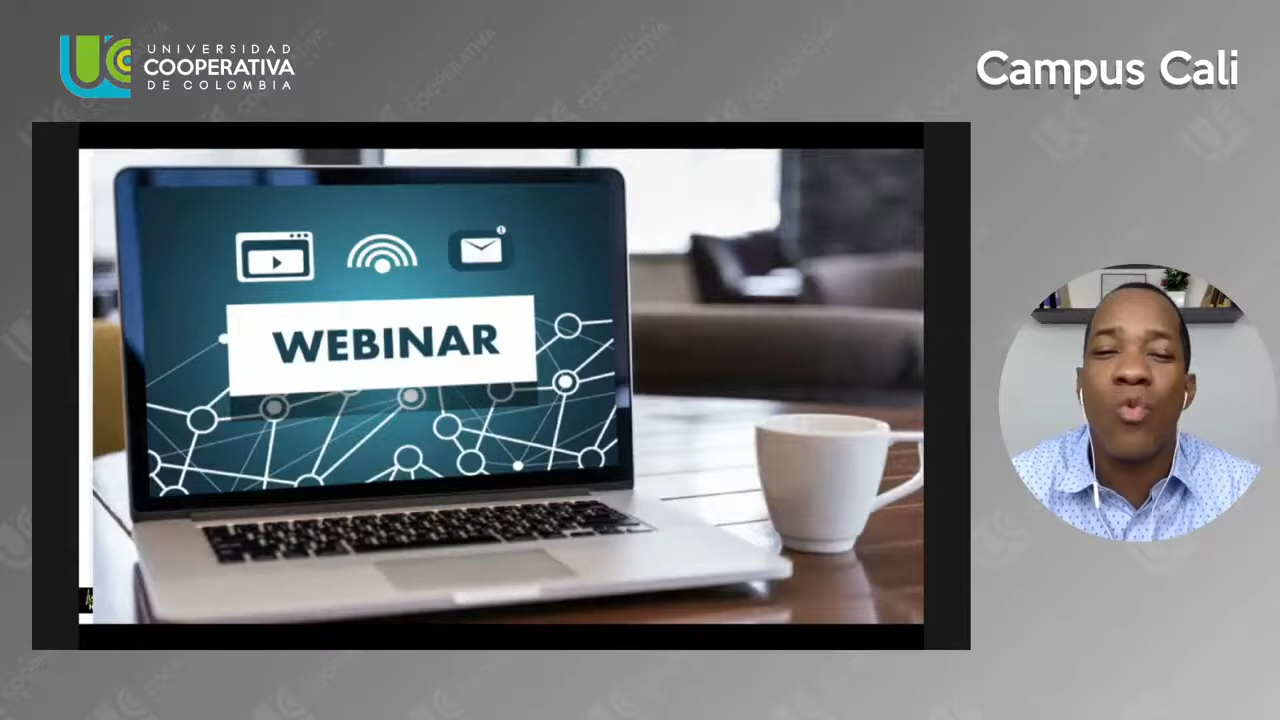 UNIVERSIDAD
COOPERATIVA
DE COLOMBIA
Campus Cali
WEBINAR